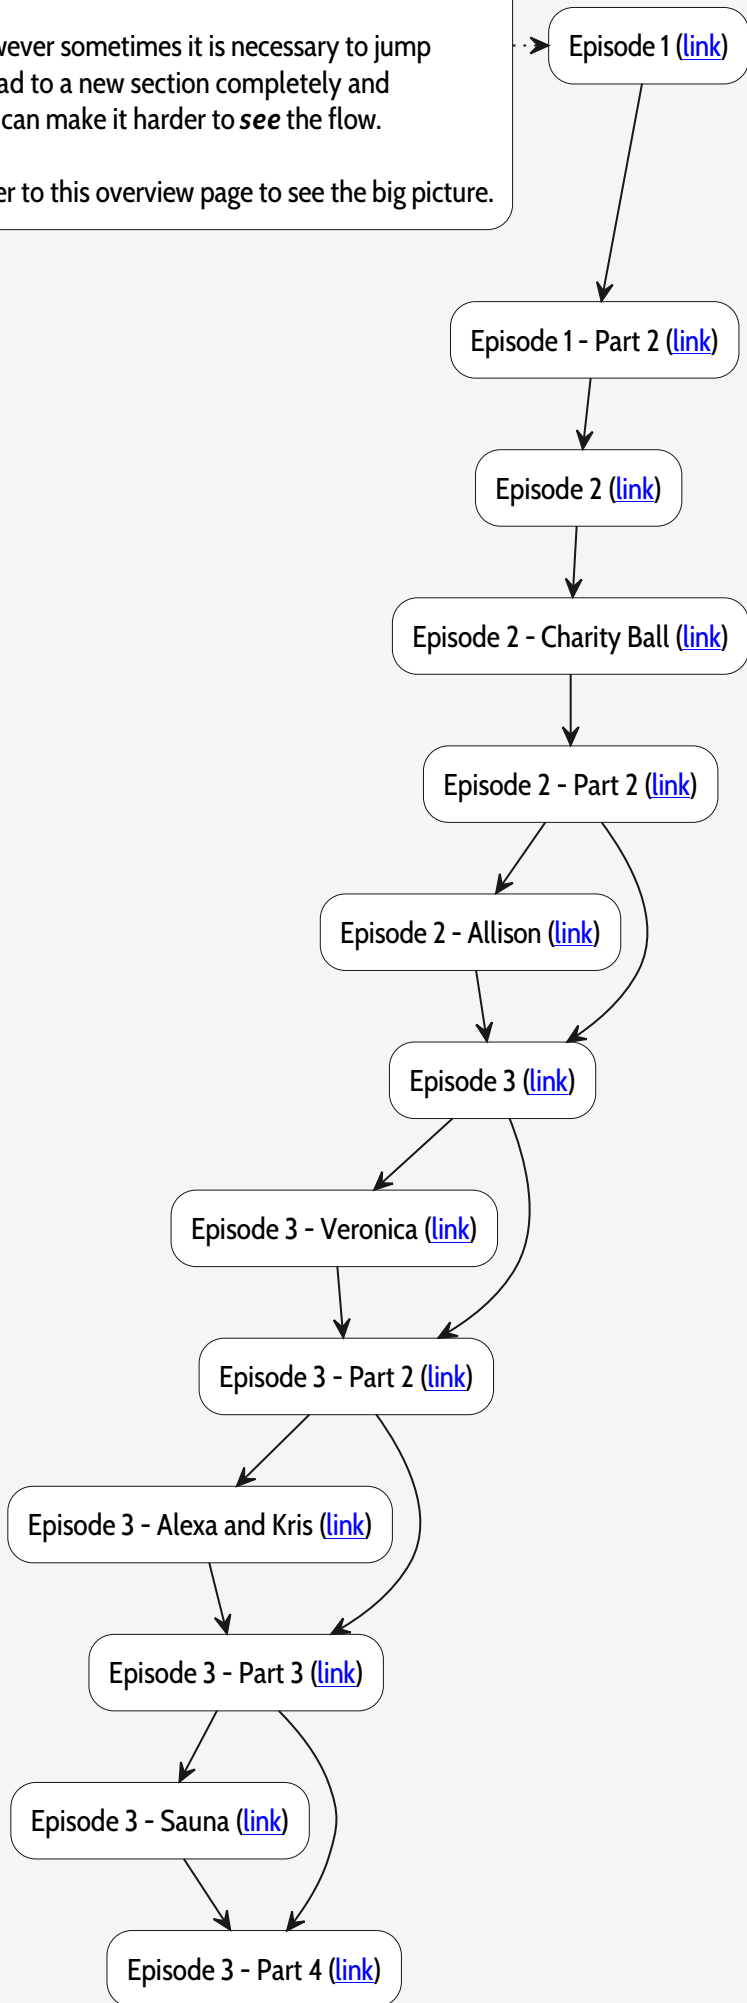 Episode 1 (link)
sometimes it is necessary to jump
to a new section completely and
can make it harder to see the flow.
to this overview page to see the big picture.
Episode 1 - Part 2 (link)
Episode 2 (link)
Episode 2 - Charity Ball (link)
Episode 2 - Part 2 (link)
Episode 2 - Allison (link)
Episode 3 (link)
Episode 3 - Veronica (link)
Episode 3 - Part 2 (link)
Episode 3 - Alexa and Kris (link)
Episode 3 - Part 3 (link)
Episode 3 - Sauna (link)
Episode 3 - Part 4 (link)